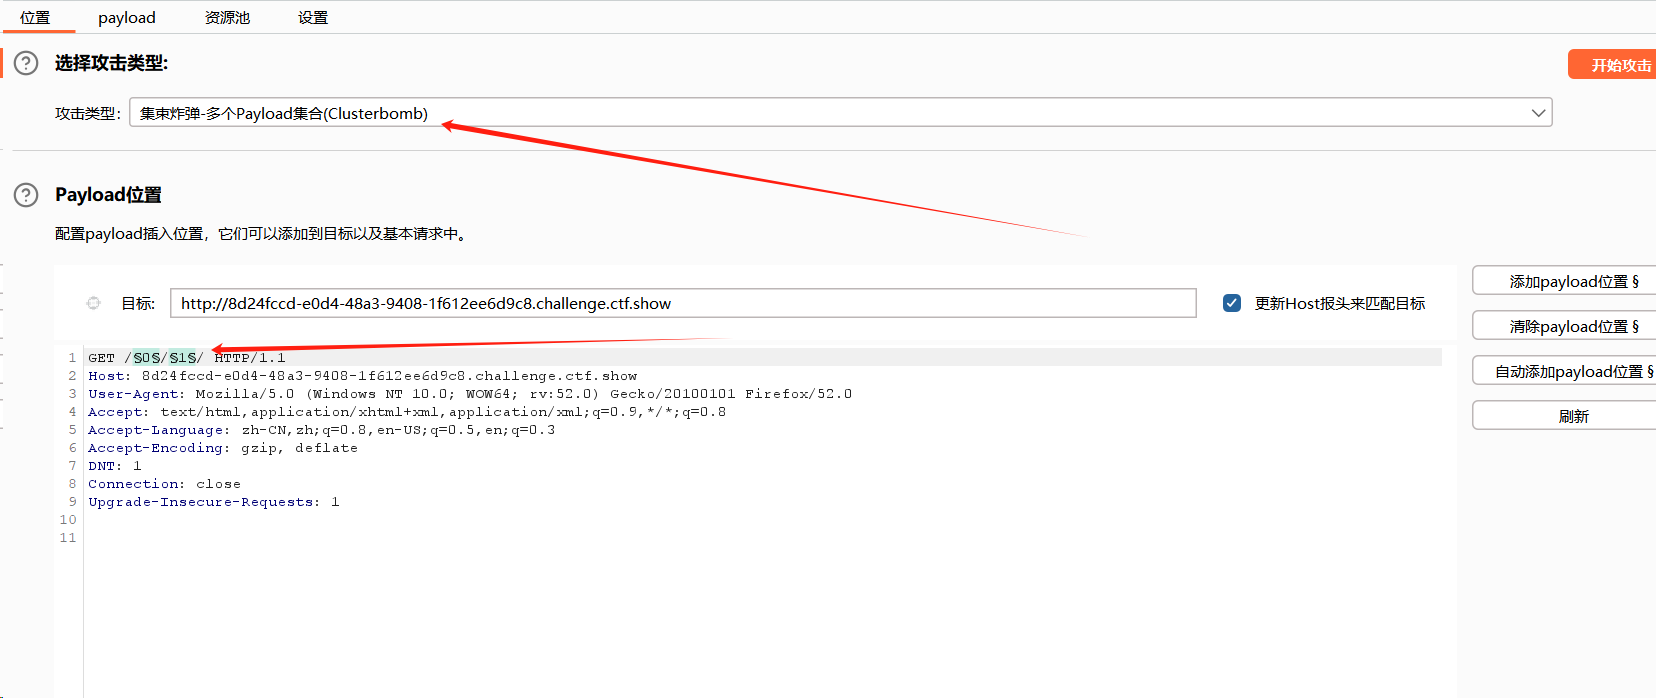 位置 payload 资源池 设置
选择攻击类型:
开始攻击
攻击类型: 集束炸弹-多个Payload集合(Clusterbomb)
Payload位置
配置payload插入位置，它们可以添加到目标以及基本请求中。
目标: http://8d24fccd-e0d4-48a3-9408-1f612ee6d9c8.challenge.ctf.show 更新Host报头来匹配目标
添加payload位置 §
清除payload位置 §
自动添加payload位置 §
刷新
1 GET /§0§/§1§/ HTTP/1.1
2 Host: 8d24fccd-e0d4-48a3-9408-1f612ee6d9c8.challenge.ctf.show
3 User-Agent: Mozilla/5.0 (Windows NT 10.0; WOW64; rv:52.0) Gecko/20100101 Firefox/52.0
4 Accept: text/html,application/xhtml+xml,application/xml;q=0.9,*/*;q=0.8
5 Accept-Language: zh-CN,zh;q=0.8,en-US;q=0.5,en;q=0.3
6 Accept-Encoding: gzip, deflate
7 DNT: 1
8 Connection: close
9 Upgrade-Insecure-Requests: 1
10
11